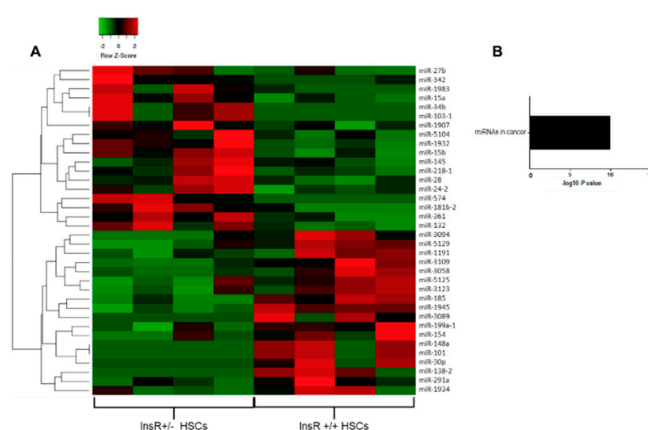 A
-2 0 2
Row Z-Score
miR-27b
miR-342
miR-1983
miR-15a
miR-34b
miR-103-1
miR-1907
miR-5104
miR-1932
miR-15b
miR-145
miR-218-1
miR-28
miR-24-2
miR-574
miR-181b-2
miR-361
miR-132
miR-3094
miR-5129
miR-1191
miR-3109
miR-3058
miR-5125
miR-3123
miR-185
miR-1945
miR-3089
miR-199a-1
miR-154
miR-148a
miR-101
miR-30p
miR-138-2
miR-291a
miR-1934
InsR+/- HSCs
InsR +/+ HSCs
B
miRNAs in cancer
0 5 10
-log10 P value